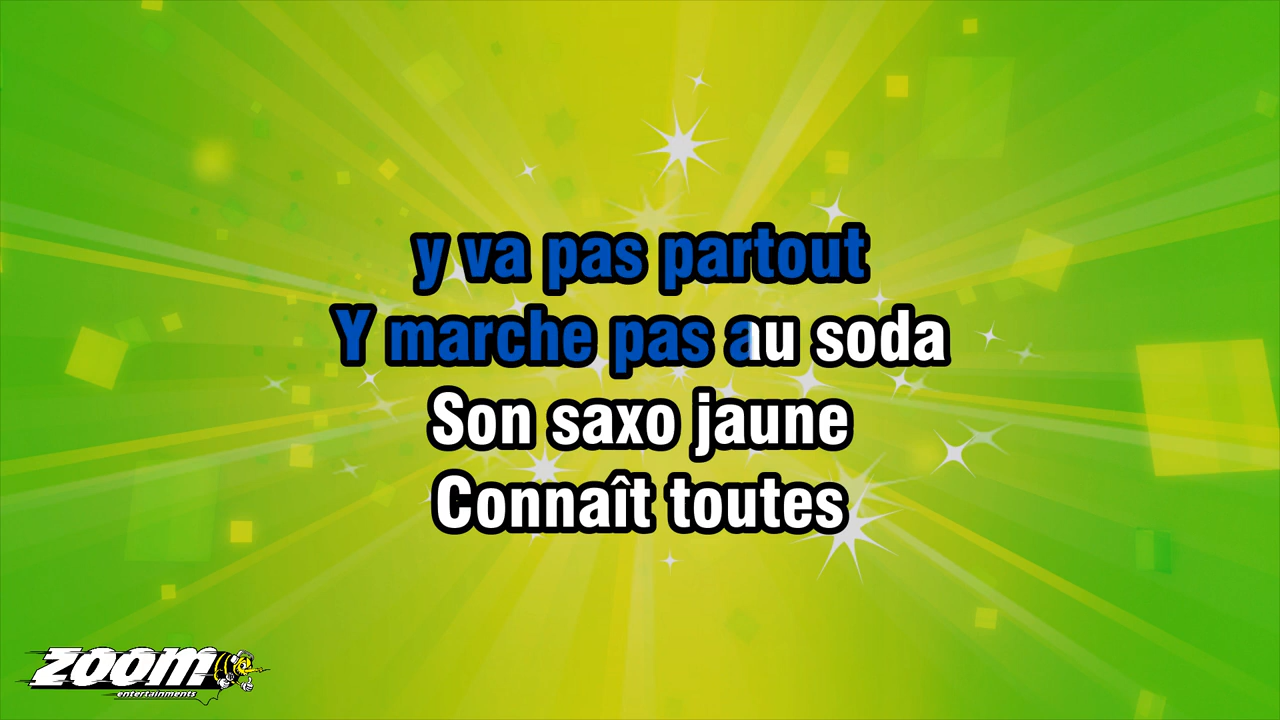 y va pas partout
Y marche pas au soda
Son saxo jaune
Connaît toutes
zoom
entertainments